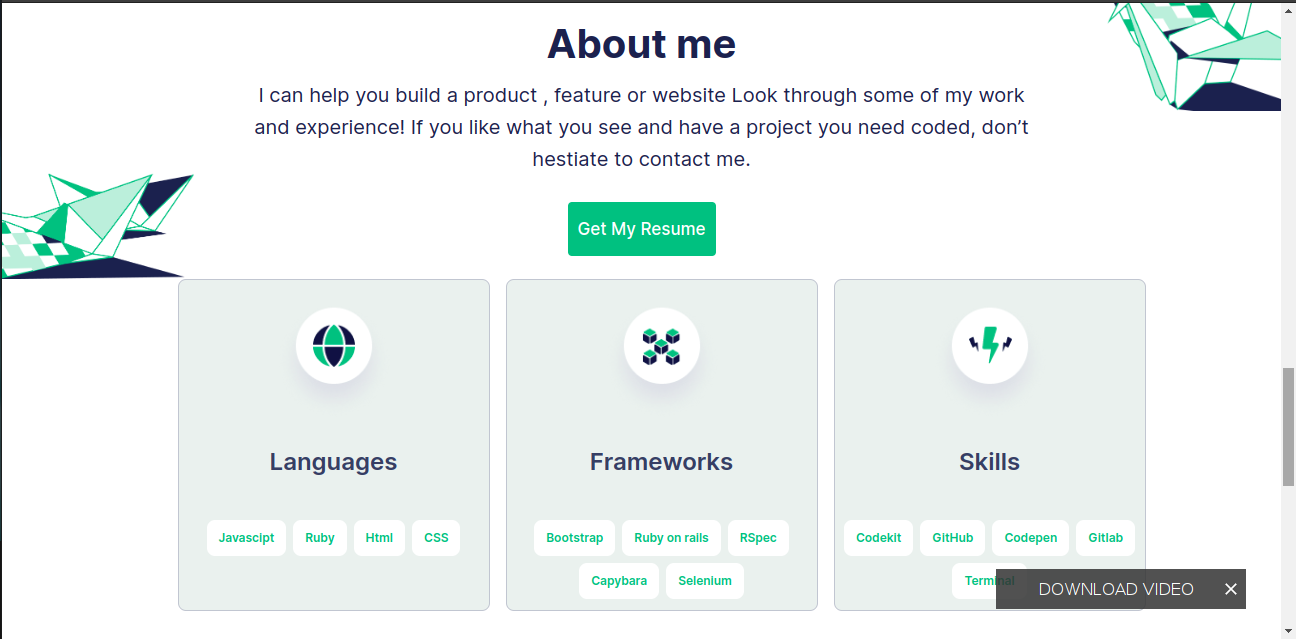 About me
I can help you build a product , feature or website Look through some of my work
and experience! If you like what you see and have a project you need coded, don’t
hestiate to contact me.
Get My Resume
Languages
Javascipt Ruby Html CSS
Frameworks
Bootstrap Ruby on rails RSpec
Capybara Selenium
Skills
Codekit GitHub Codepen Gitlab
Terminal
DOWNLOAD VIDEO ×